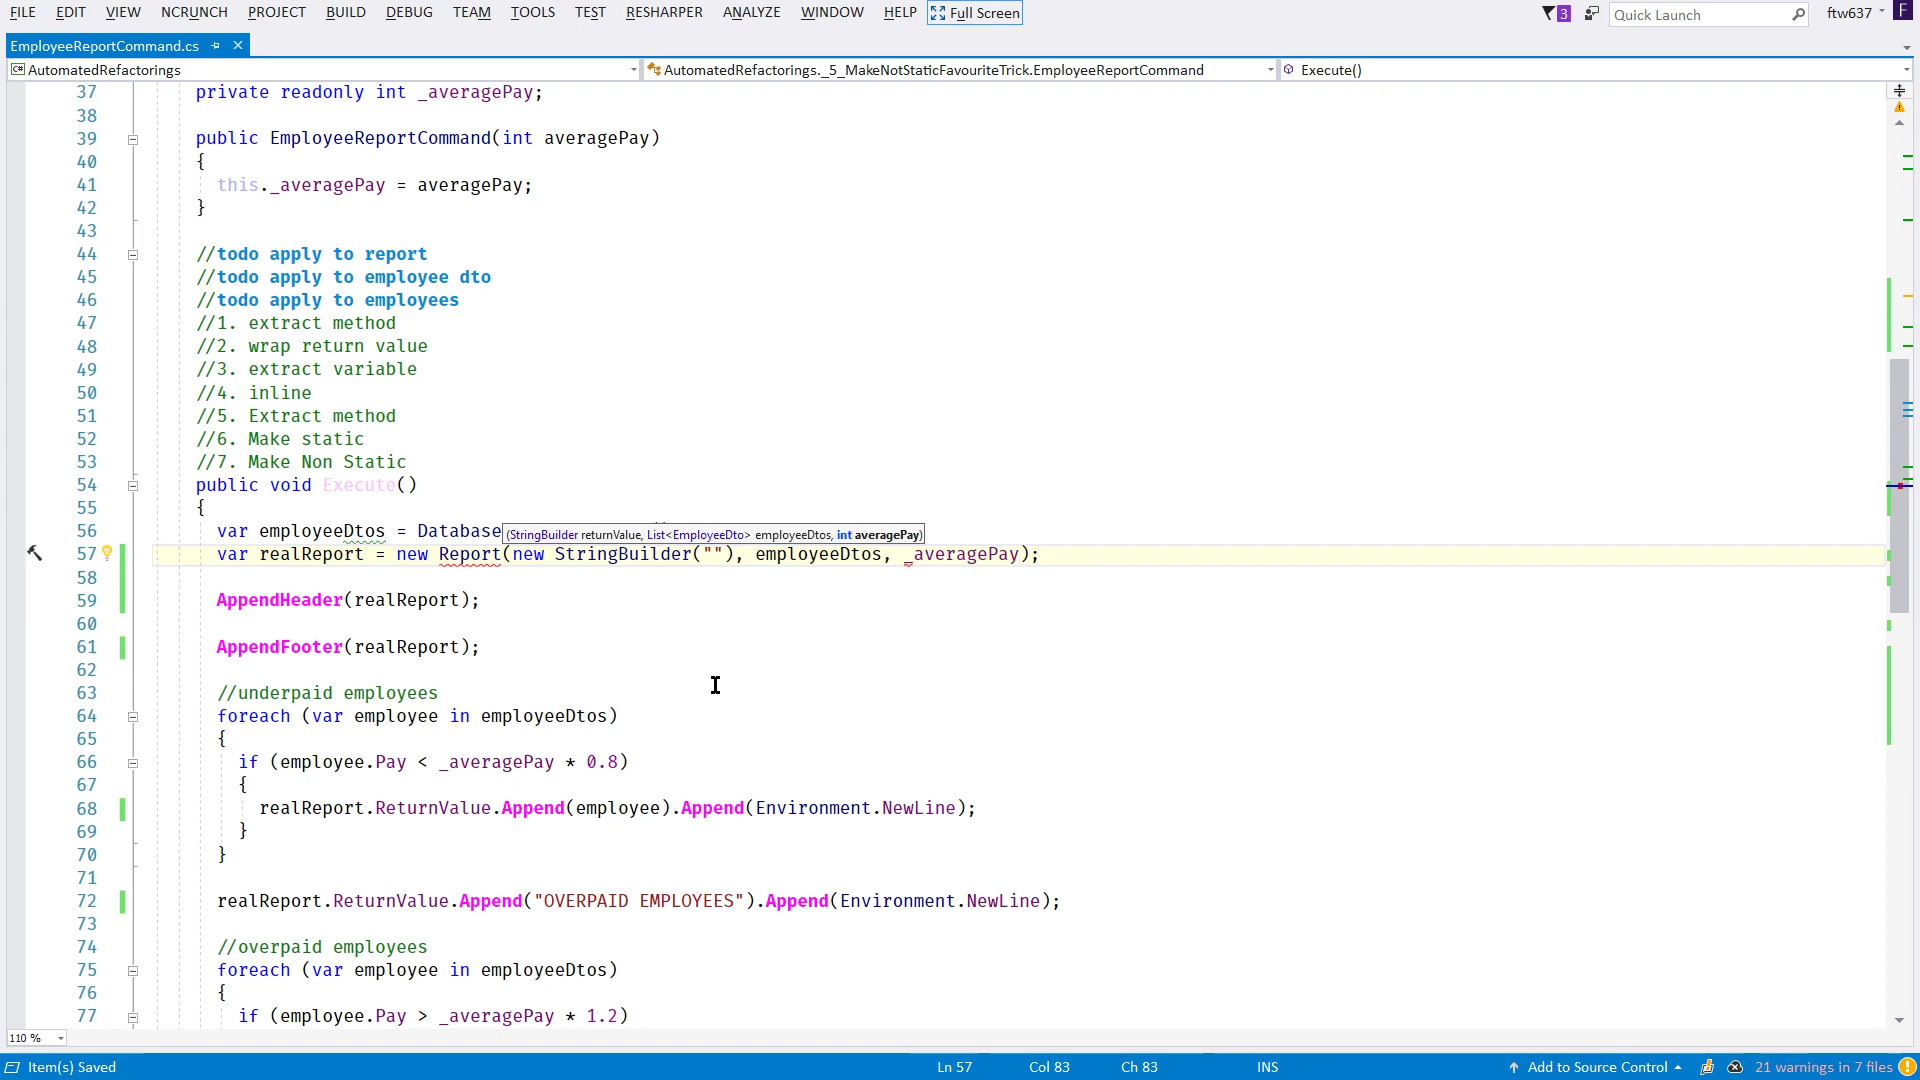 FILE EDIT VIEW NCRUNCH PROJECT BUILD DEBUG TEAM TOOLS TEST RESHARPER ANALYZE WINDOW HELP Full Screen 3 Quick Launch ftw637 F
EmployeeReportCommand.cs
C# AutomatedRefactorings AutomatedRefactorings._5_MakeNotStaticFavouriteTrick.EmployeeReportCommand Execute()
37 private readonly int _averagePay;
38
39 public EmployeeReportCommand(int averagePay)
40 {
41 this._averagePay = averagePay;
42 }
43
44 //todo apply to report
45 //todo apply to employee dto
46 //todo apply to employees
47 //1. extract method
48 //2. wrap return value
49 //3. extract variable
50 //4. inline
51 //5. Extract method
52 //6. Make static
53 //7. Make Non Static
54 public void Execute()
55 {
56 var employeeDtos = Database
(StringBuilder returnValue, List<EmployeeDto> employeeDtos, int averagePay)
57 var realReport = new Report(new StringBuilder(""), employeeDtos, _averagePay);
58
59 AppendHeader(realReport);
60
61 AppendFooter(realReport);
62
63 //underpaid employees
64 foreach (var employee in employeeDtos)
65 {
66 if (employee.Pay < _averagePay * 0.8)
67 {
68 realReport.ReturnValue.Append(employee).Append(Environment.NewLine);
69 }
70 }
71
72 realReport.ReturnValue.Append("OVERPAID EMPLOYEES").Append(Environment.NewLine);
73
74 //overpaid employees
75 foreach (var employee in employeeDtos)
76 {
77 if (employee.Pay > _averagePay * 1.2)
110 %
Item(s) Saved Ln 57 Col 83 Ch 83 INS Add to Source Control 21 warnings in 7 files